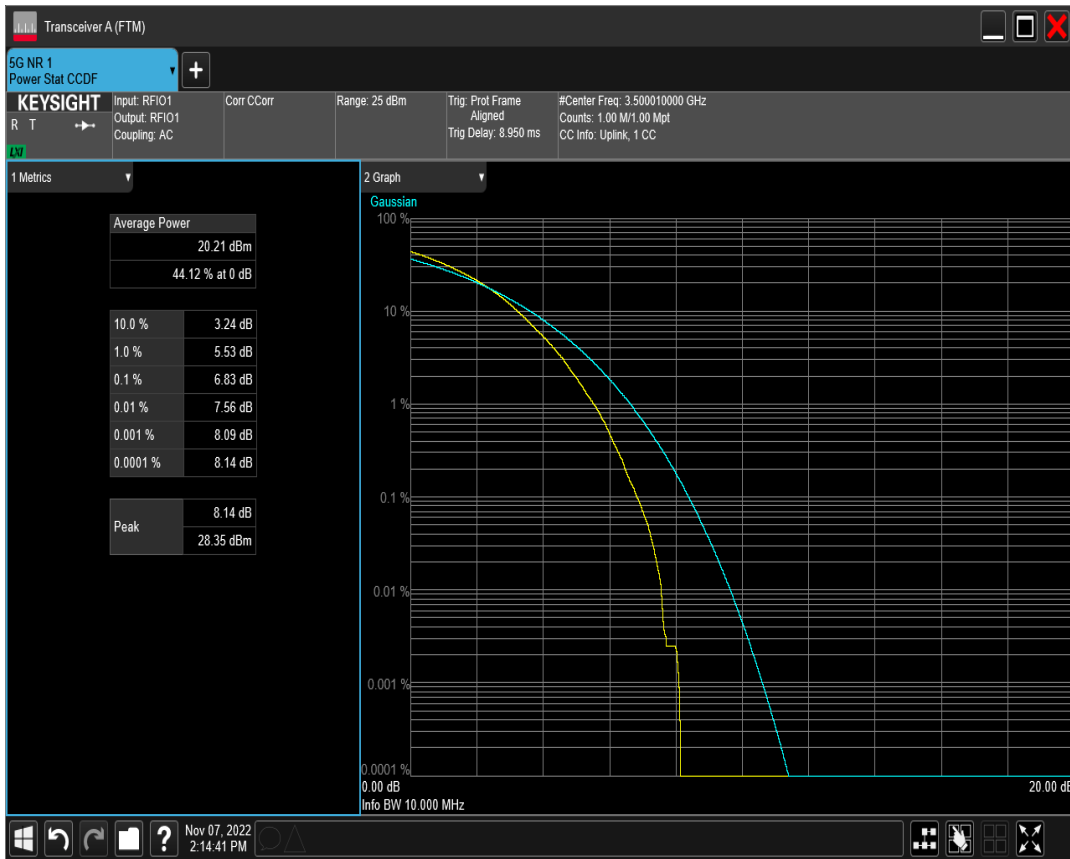 Transceiver A (FTM)
5G NR 1
Power Stat CCDF
+
KEYSIGHT
R T
LXI
Input: RFIO1
Output: RFIO1
Coupling: AC
Corr CCorr
Range: 25 dBm
Trig: Prot Frame
Aligned
Trig Delay: 8.950 ms
#Center Freq: 3.500010000 GHz
Counts: 1.00 M/1.00 Mpt
CC Info: Uplink, 1 CC
1 Metrics
Average Power
20.21 dBm
44.12 % at 0 dB
10.0 % 3.24 dB
1.0 % 5.53 dB
0.1 % 6.83 dB
0.01 % 7.56 dB
0.001 % 8.09 dB
0.0001 % 8.14 dB
Peak
8.14 dB
28.35 dBm
2 Graph
Gaussian
100 %
10 %
1 %
0.1 %
0.01 %
0.001 %
0.0001 %
0.00 dB 20.00 dB
Info BW 10.000 MHz
?
Nov 07, 2022
2:14:41 PM